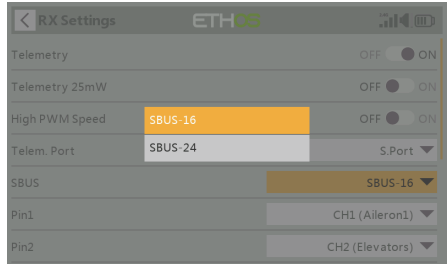 RX Settings ETHOS
Telemetry OFF ON
Telemetry 25mW OFF ON
High PWM Speed OFF ON
SBUS-16
SBUS-24
Telem. Port S.Port
SBUS SBUS-16
Pin1 CH1 (Aileron1)
Pin2 CH2 (Elevators)